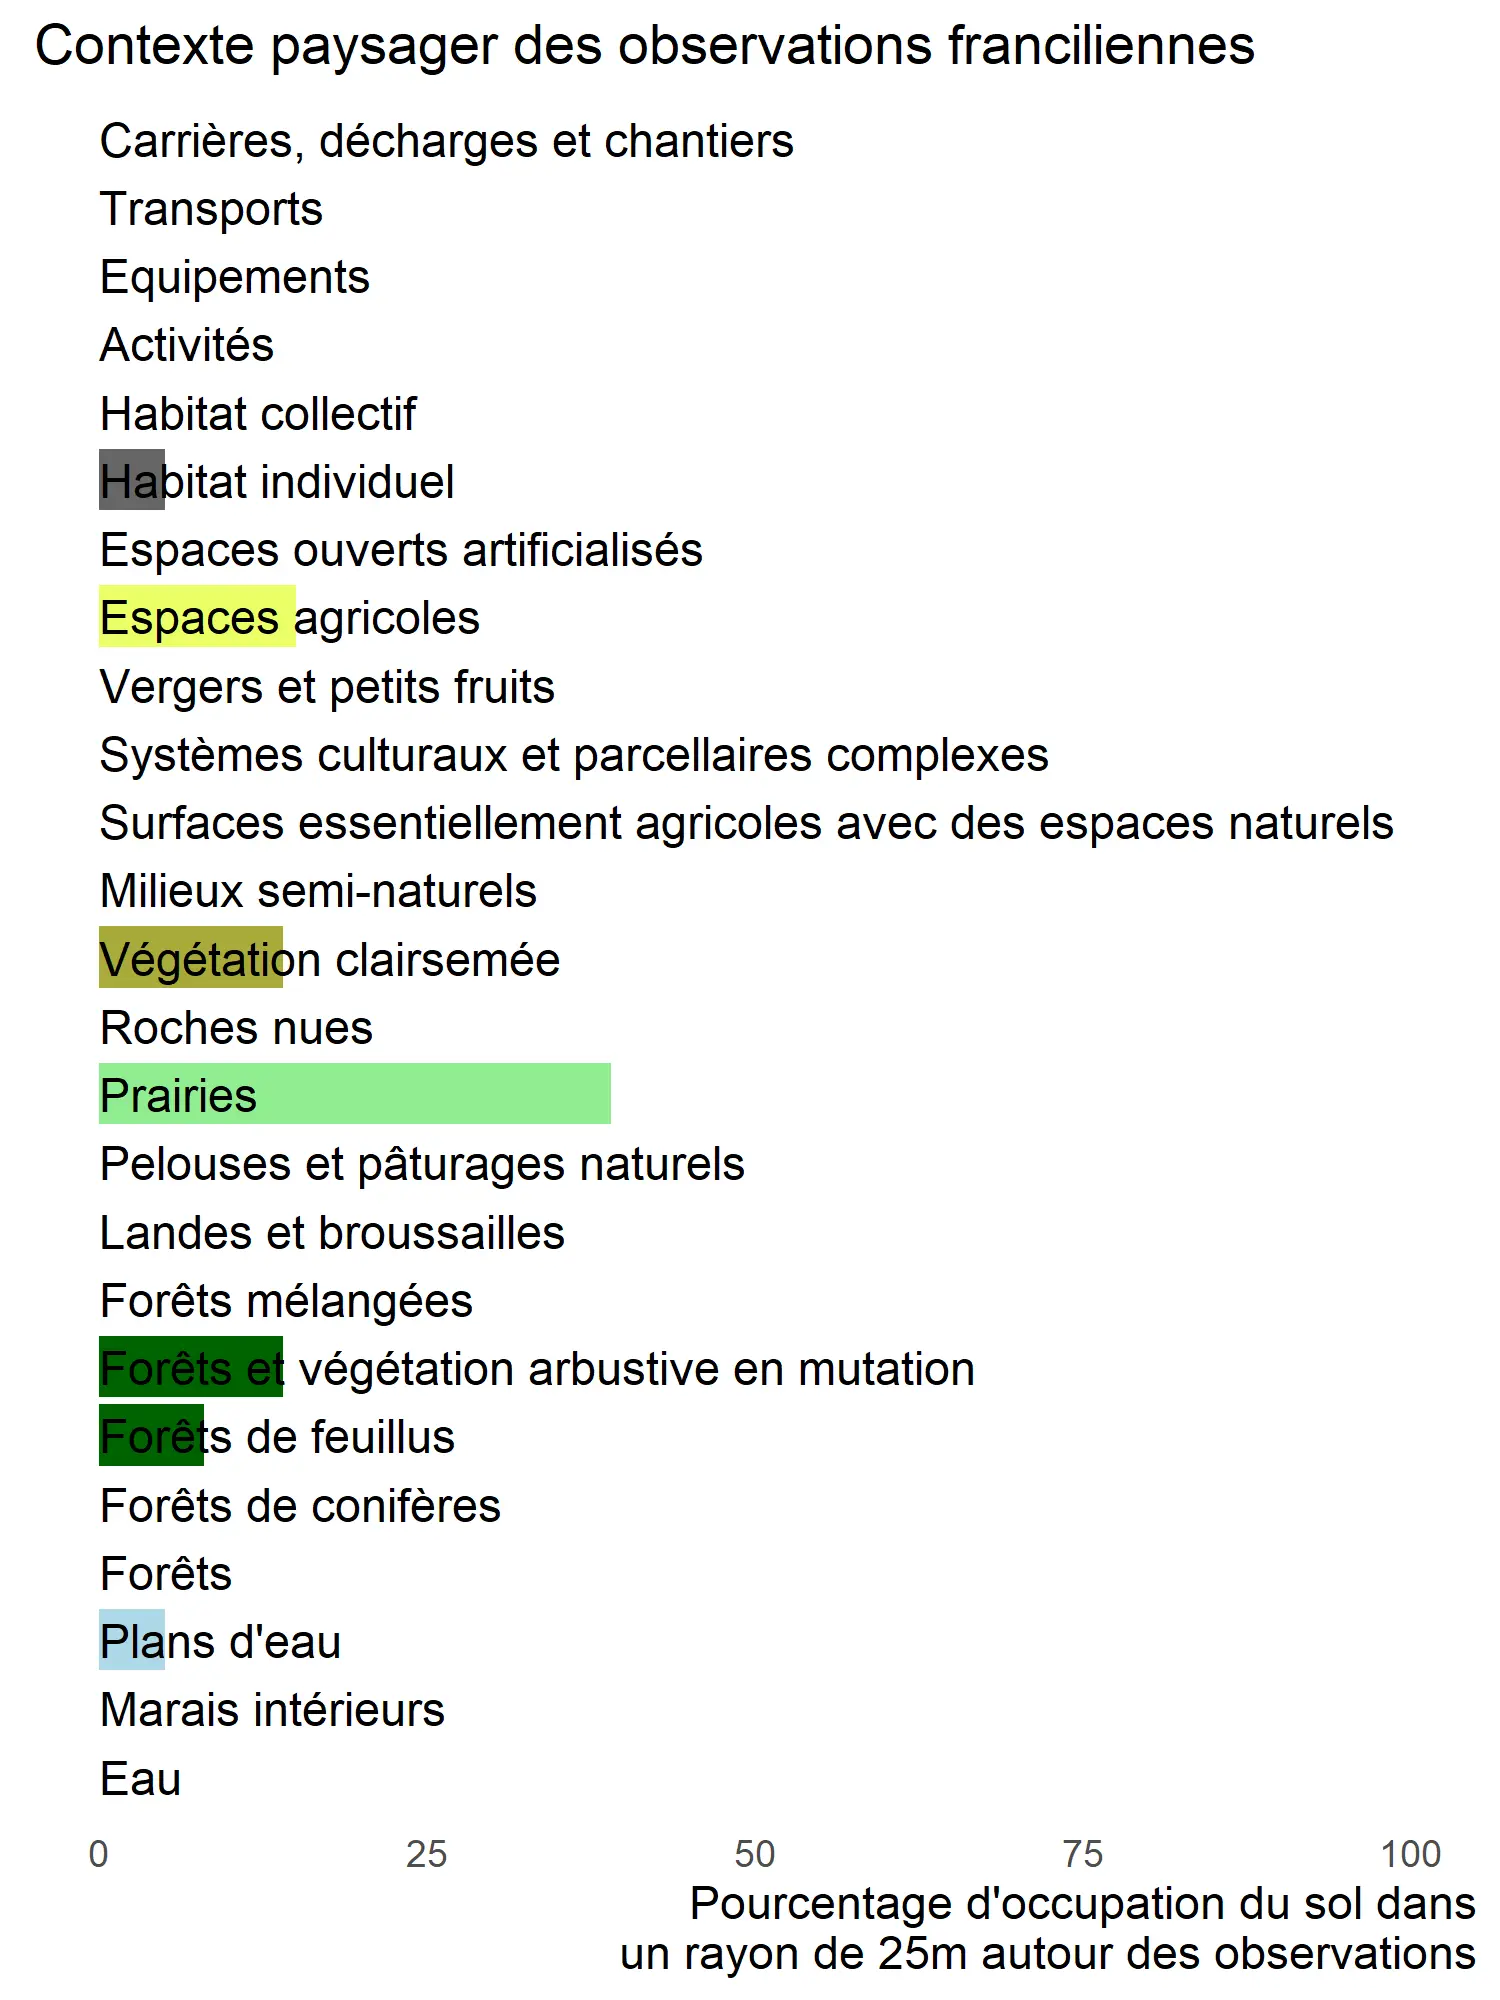 Contexte paysager des observations franciliennes
Carrières, décharges et chantiers
Transports
Equipements
Activités
Habitat collectif
Habitat individuel
Espaces ouverts artificialisés
Espaces agricoles
Vergers et petits fruits
Systèmes culturaux et parcellaires complexes
Surfaces essentiellement agricoles avec des espaces naturels
Milieux semi-naturels
Végétation clairsemée
Roches nues
Prairies
Pelouses et pâturages naturels
Landes et broussailles
Forêts mélangées
Forêts et végétation arbustive en mutation
Forêts de feuillus
Forêts de conifères
Forêts
Plans d'eau
Marais intérieurs
Eau
0 25 50 75 100
Pourcentage d'occupation du sol dans
un rayon de 25m autour des observations